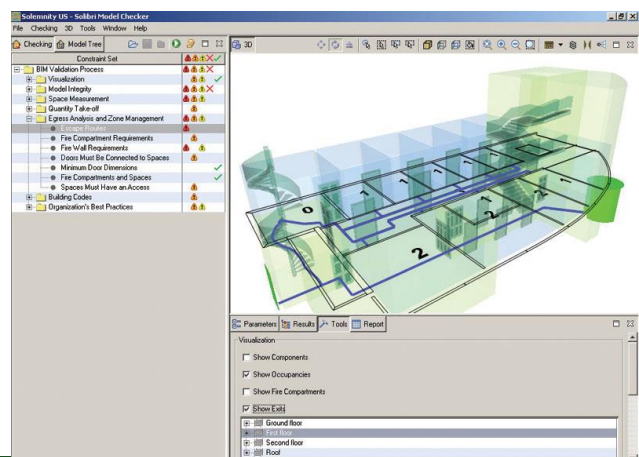 Solemnity US - Solibri Model Checker
File Checking 3D Tools Window Help
Checking Model Tree
Constraint Set
BIM Validation Process
Visualization
Model Integrity
Space Measurement
Quantity Take-off
Egress Analysis and Zone Management
Escape Routes
Fire Compartment Requirements
Fire Wall Requirements
Doors Must Be Connected to Spaces
Minimum Door Dimensions
Fire Compartments and Spaces
Spaces Must Have an Access
Building Codes
Organization's Best Practices
3D
0 1 1 1 1 1 1
2 2 2 1
Parameters Results Tools Report
Visualization
Show Components
Show Occupancies
Show Fire Compartments
Show Exits
Ground floor
First floor
Second floor
Roof